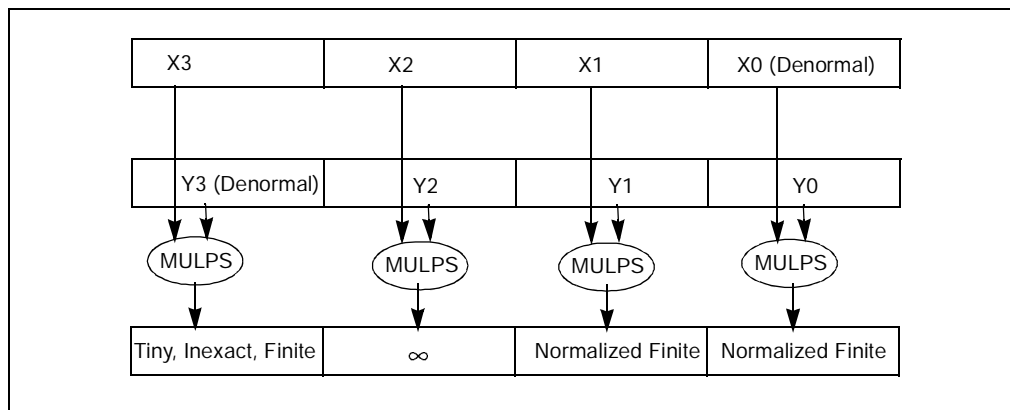 X3 X2 X1 X0 (Denormal)
Y3 (Denormal) Y2 Y1 Y0
MULPS MULPS MULPS MULPS
Tiny, Inexact, Finite ∞ Normalized Finite Normalized Finite